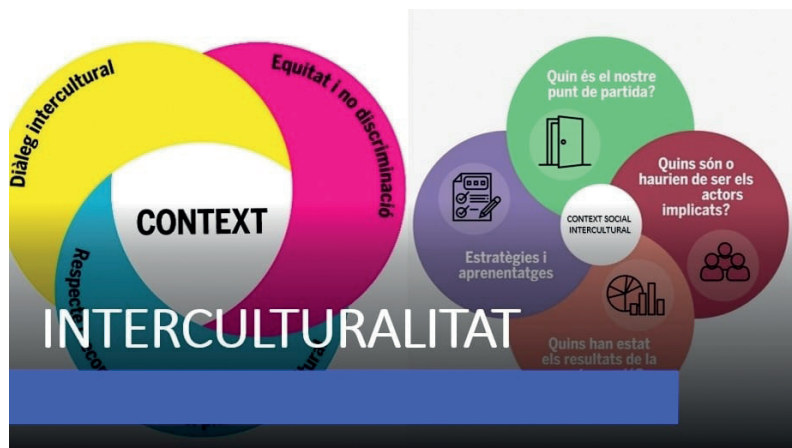 Diàleg intercultural
Equitat i no discriminació
CONTEXT
INTERCULTURALITAT
Quin és el nostre
punt de partida?
Quins són o
haurien de ser els
actors
implicats?
CONTEXT SOCIAL
INTERCULTURAL
Estratègies i
aprenentatges
Quins han estat
els resultats de la